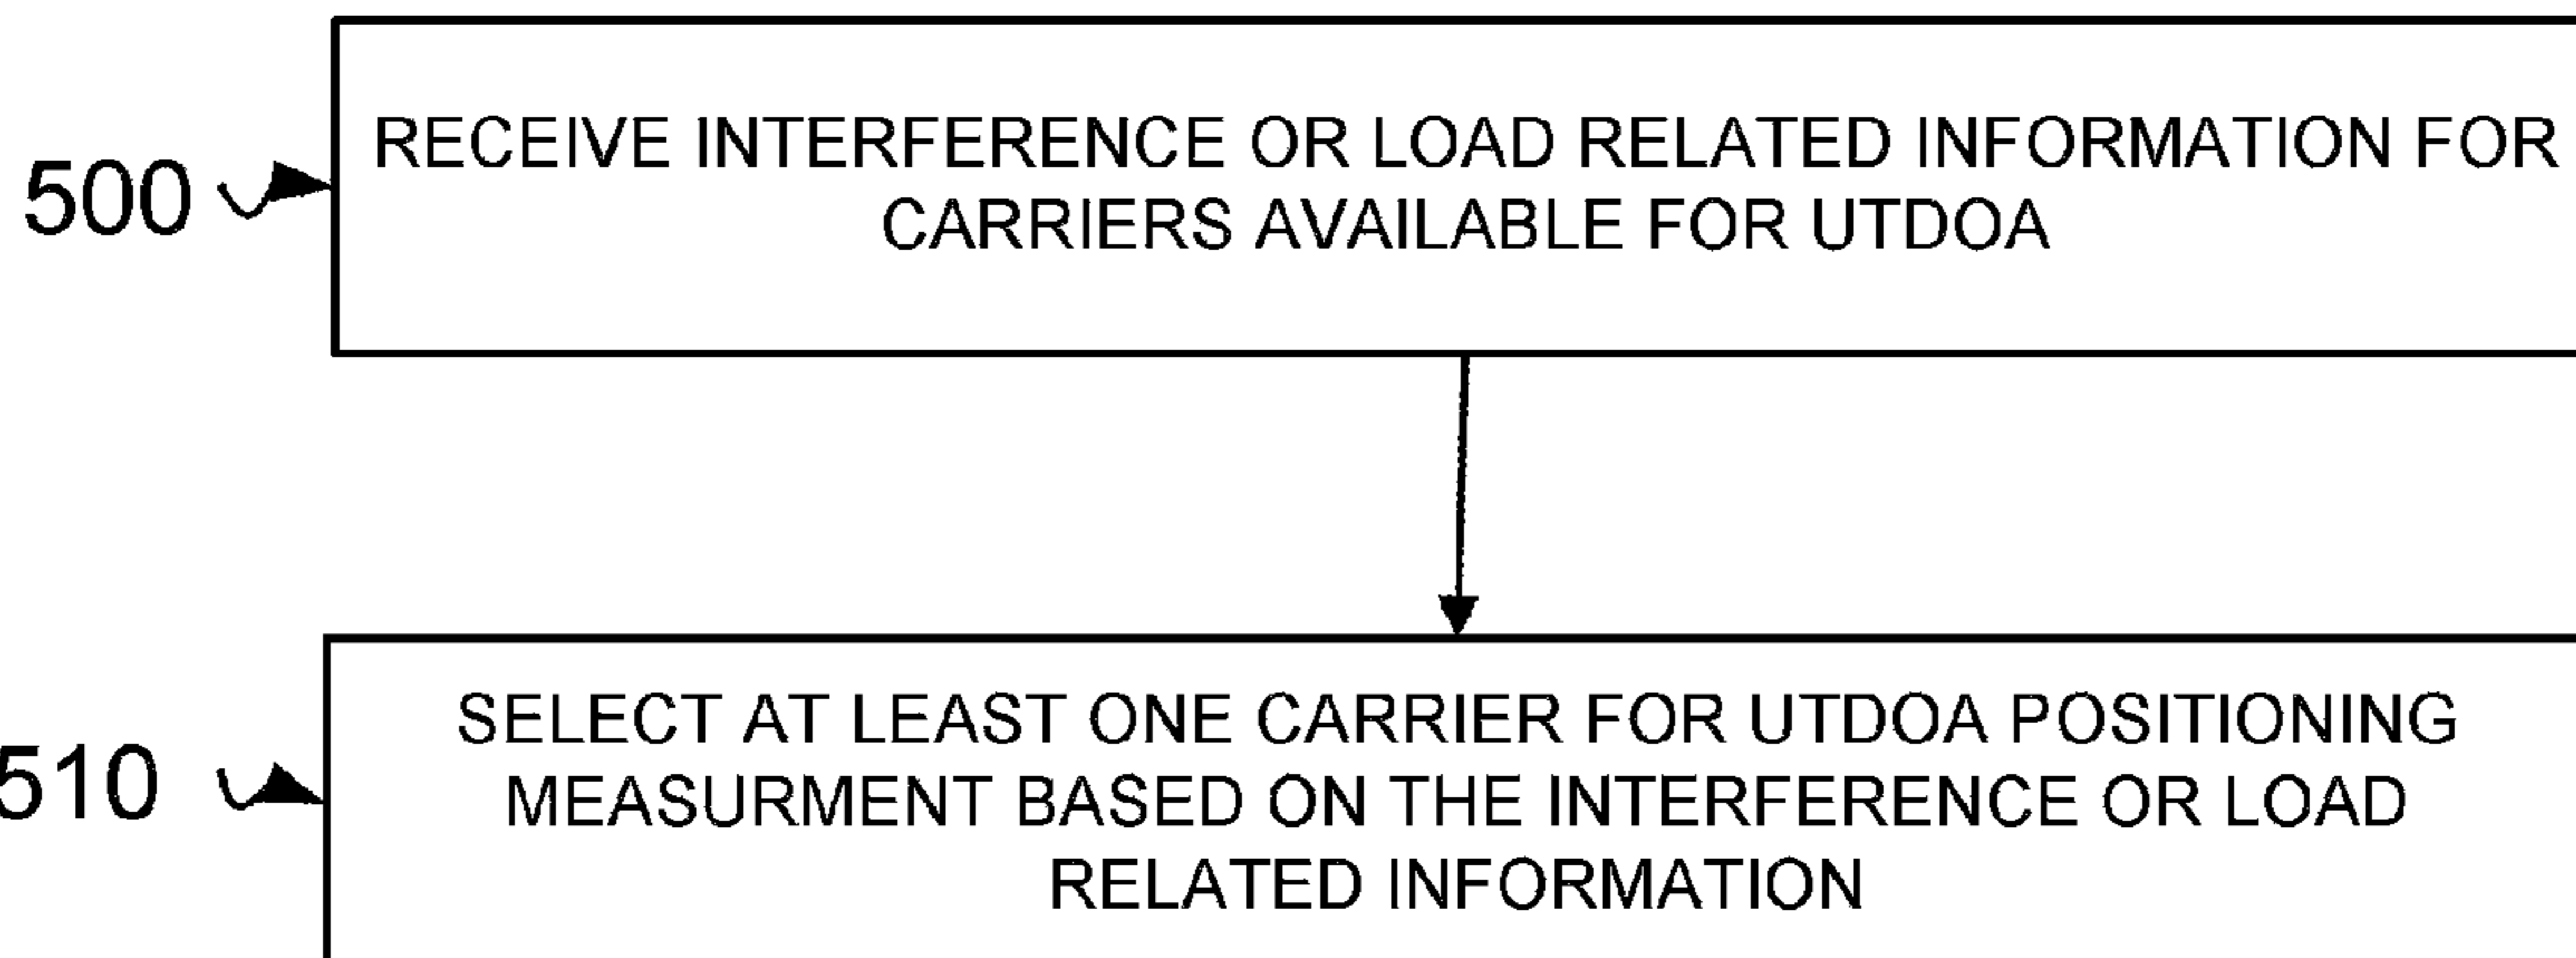 RECEIVE INTERFERENCE OR LOAD RELATED INFORMATION FOR
500
CARRIERS AVAILABLE FOR UTDOA
SELECT AT LEAST ONE CARRIER FOR UTDOA POSITIONING
510
MEASURMENT BASED ON THE INTERFERENCE OR LOAD
RELATED INFORMATION